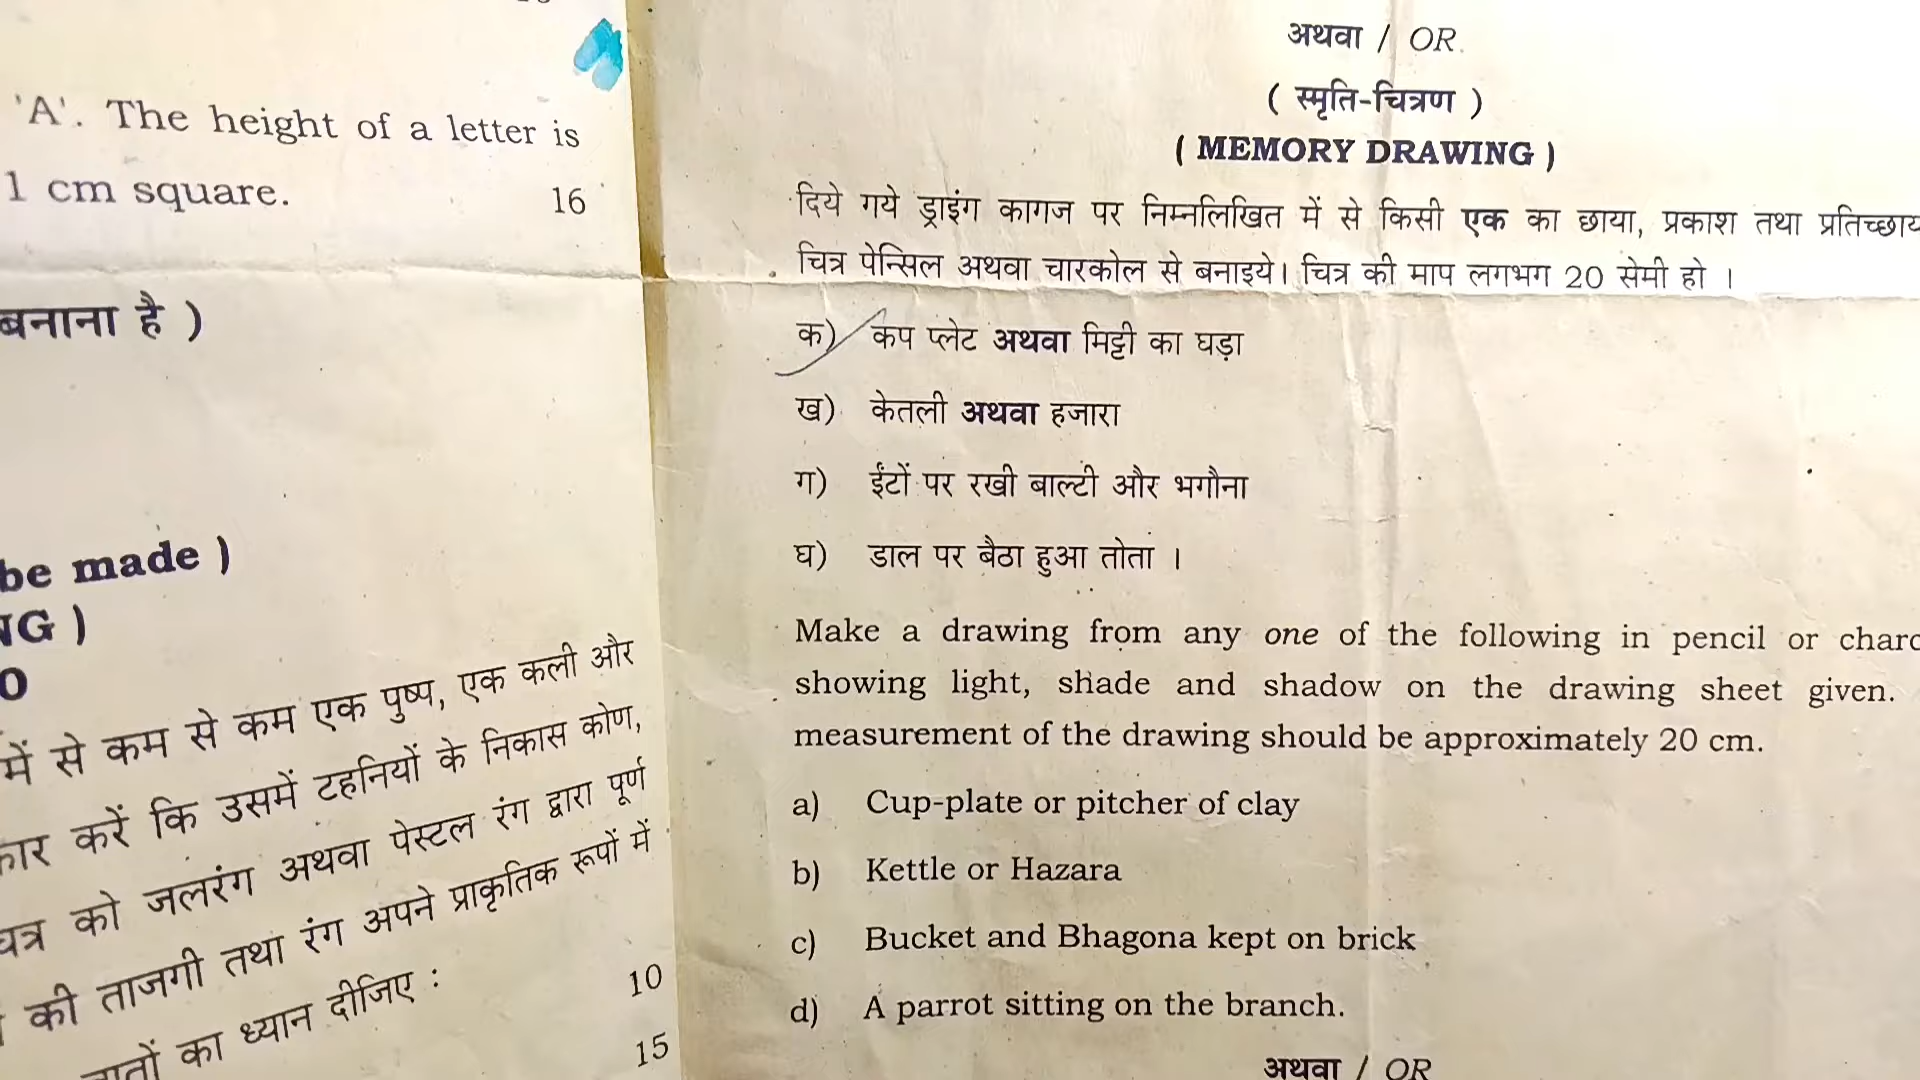 'A'. The height of a letter is
1 cm square. 16
बनाना है )
be made )
)
में से कम से कम एक पुष्प, एक कली और
करें कि उसमें टहनियों के निकास कोण,
को जलरंग अथवा पेस्टल रंग द्वारा पूर्ण
की ताजगी तथा रंग अपने प्राकृतिक रूपों में
का ध्यान दीजिए : 10
15
अथवा / OR
( स्मृति-चित्रण )
( MEMORY DRAWING )
दिये गये ड्राइंग कागज पर निम्नलिखित में से किसी एक का छाया, प्रकाश तथा
चित्र पेन्सिल अथवा चारकोल से बनाइये। चित्र की माप लगभग 20 सेमी हो ।
क) कप प्लेट अथवा मिट्टी का घड़ा
ख) केतली अथवा हजारा
ग) ईंटों पर रखी बाल्टी और भगौना
घ) डाल पर बैठा हुआ तोता ।
Make a drawing from any one of the following in pencil or
showing light, shade and shadow on the drawing sheet given.
measurement of the drawing should be approximately 20 cm.
a) Cup-plate or pitcher of clay
b) Kettle or Hazara
c) Bucket and Bhagona kept on brick
d) A parrot sitting on the branch.
अथवा / OR